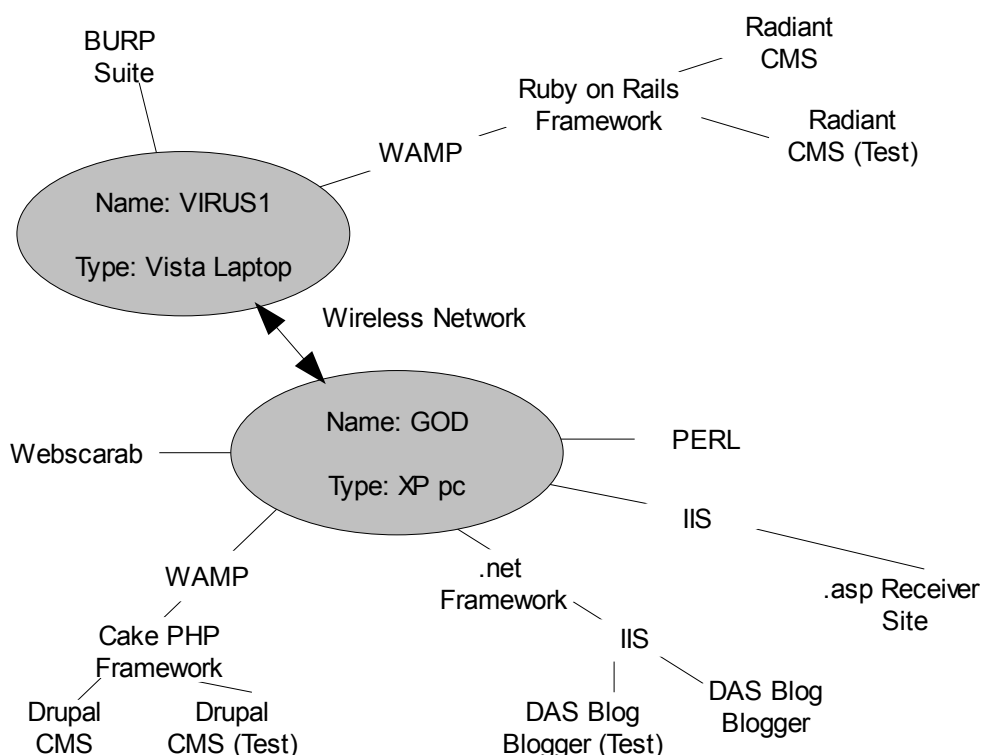 BURP
Suite
Radiant
CMS
Ruby on Rails
Framework
Radiant
CMS (Test)
WAMP
Name: VIRUS1
Type: Vista Laptop
Wireless Network
Name: GOD
Type: XP pc
Webscarab
PERL
IIS
.asp Receiver
Site
WAMP
Cake PHP
Framework
Drupal
CMS
Drupal
CMS (Test)
.net
Framework
IIS
DAS Blog
Blogger (Test)
DAS Blog
Blogger